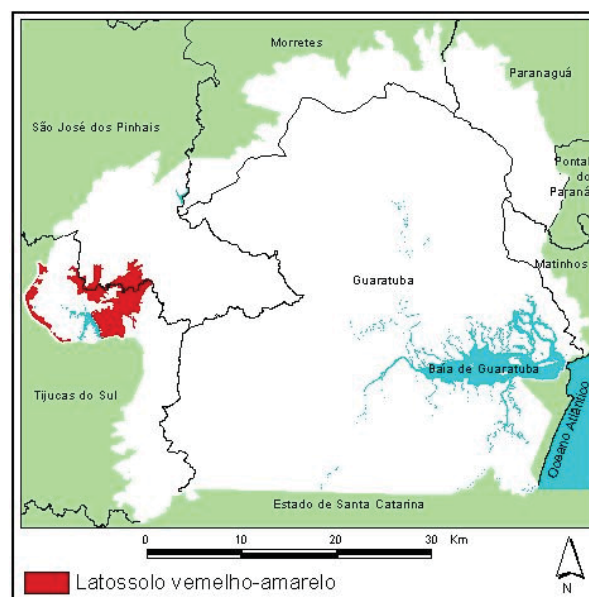 Morretes
Paranaguá
São José dos Pinhais
Pontal
do
Paraná
Matinhos
Guaratuba
Baía de Guaratuba
Tijucas do Sul
Oceano Atlântico
Estado de Santa Catarina
0 10 20 30 Km
N
Latossolo vemelho-amarelo